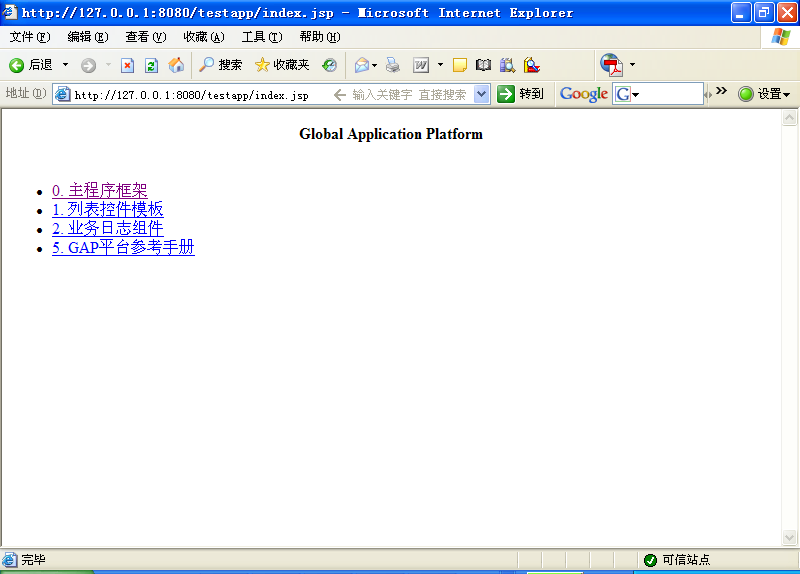 http://127.0.0.1:8080/testapp/index.jsp - Microsoft Internet Explorer
文件(F) 编辑(E) 查看(V) 收藏(A) 工具(T) 帮助(H)
后退 搜索 收藏夹
地址(D) http://127.0.0.1:8080/testapp/index.jsp 输入关键字 直接搜索 转到 Google G 设置
Global Application Platform
0. 主程序框架
1. 列表控件模板
2. 业务日志组件
5. GAP平台参考手册
完毕 可信站点